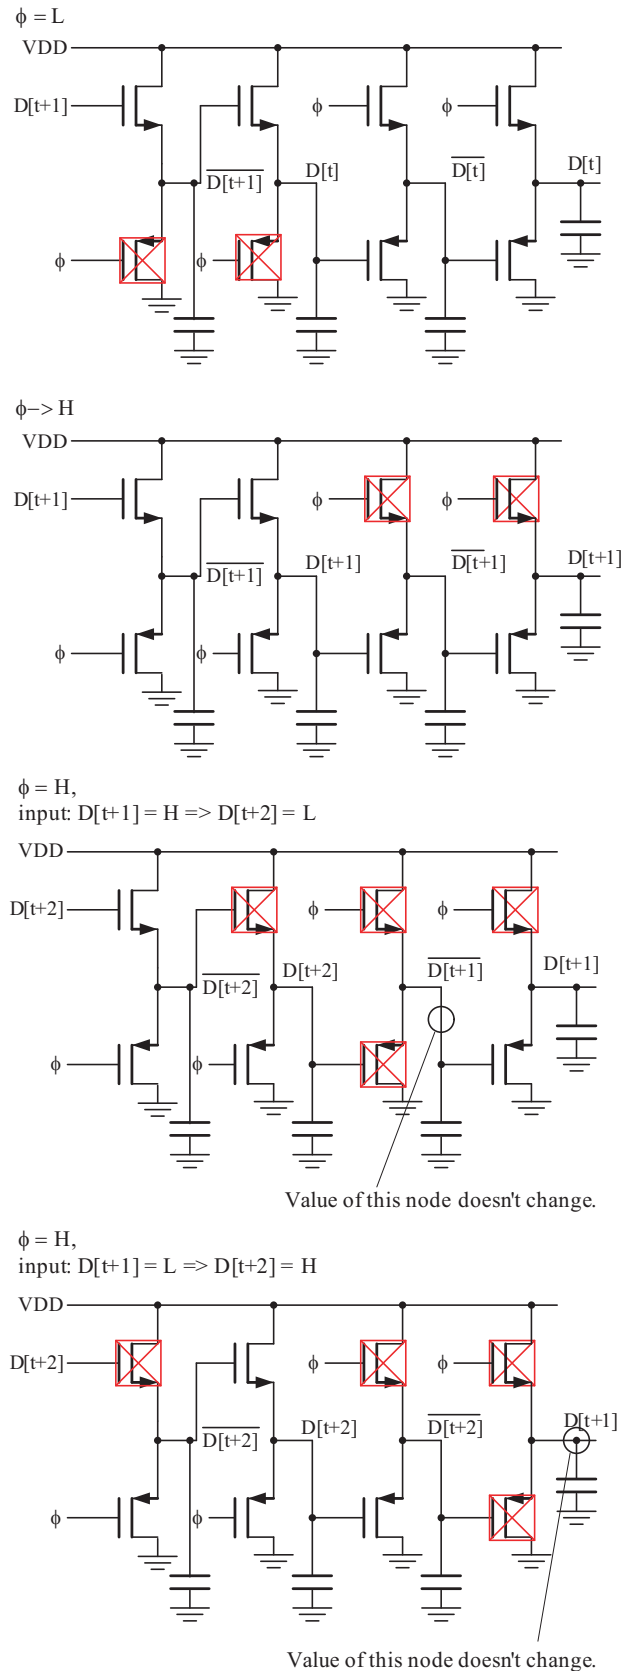 ϕ = L
VDD
D[t+1] ϕ ϕ
D[t+1] D[t] D[t] D[t]
ϕ ϕ
ϕ−> H
VDD
D[t+1] ϕ ϕ
D[t+1] D[t+1] D[t+1] D[t+1]
ϕ ϕ
ϕ = H,
input: D[t+1] = H => D[t+2] = L
VDD
D[t+2] ϕ ϕ
D[t+2] D[t+2] D[t+1] D[t+1]
ϕ ϕ
Value of this node doesn't change.
ϕ = H,
input: D[t+1] = L => D[t+2] = H
VDD
D[t+2] ϕ ϕ
D[t+2] D[t+2] D[t+2] D[t+1]
ϕ ϕ
Value of this node doesn't change.